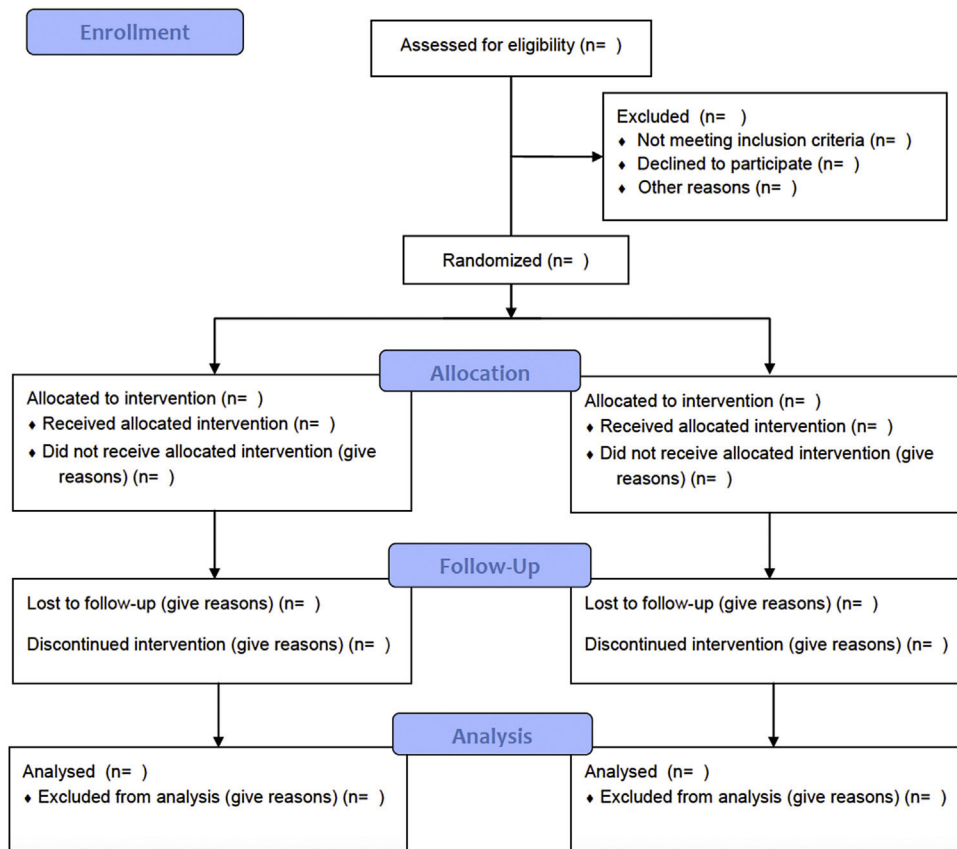 Enrollment
Assessed for eligibility (n=  )
Excluded  (n=   )
♦ Not meeting inclusion criteria (n=  )
♦ Declined to participate (n=  )
♦ Other reasons (n=  )
Randomized (n=  )
Allocation
Allocated to intervention (n=  )
♦ Received allocated intervention (n=  )
♦ Did not receive allocated intervention (give
reasons) (n=  )
Allocated to intervention (n=  )
♦ Received allocated intervention (n=  )
♦ Did not receive allocated intervention (give
reasons) (n=  )
Follow-Up
Lost to follow-up (give reasons) (n=  )
Discontinued intervention (give reasons) (n=  )
Lost to follow-up (give reasons) (n=  )
Discontinued intervention (give reasons) (n=  )
Analysis
Analysed  (n=  )
♦ Excluded from analysis (give reasons) (n=  )
Analysed  (n=  )
♦ Excluded from analysis (give reasons) (n=  )